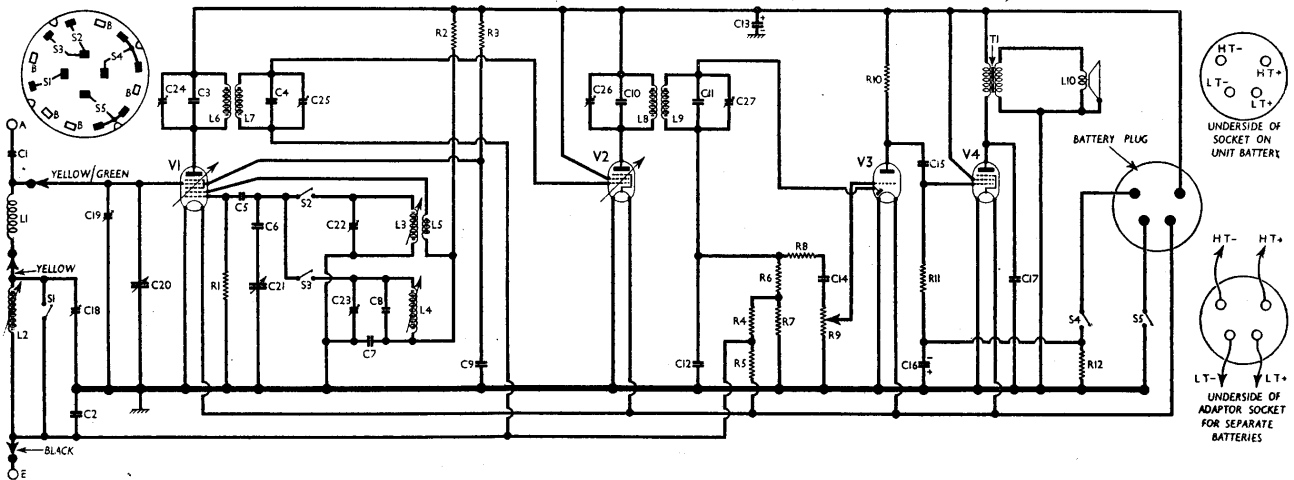 S2
S3
S4
S1
S5
B
B
B
B
B
A
C1
YELLOW/GREEN
L1
YELLOW
S1
L2
C18
C2
BLACK
E
C19
C20
C24
C3
L6
L7
C4
C25
V1
C5
S2
C6
R1
C21
S3
C22
L3
L5
C23
C8
L4
C7
R2
R3
C9
C26
C10
L8
L9
C11
C27
V2
C13
+
C12
R4
R5
R6
R7
R8
C14
R9
R10
V3
C15
R11
C16
-
+
V4
C17
T1
L10
BATTERY PLUG
S4
S5
R12
HT-
HT+
LT-
LT+
UNDERSIDE OF
SOCKET ON
UNIT BATTERY
HT-
HT+
LT-
LT+
UNDERSIDE OF
ADAPTOR SOCKET
FOR SEPARATE
BATTERIES